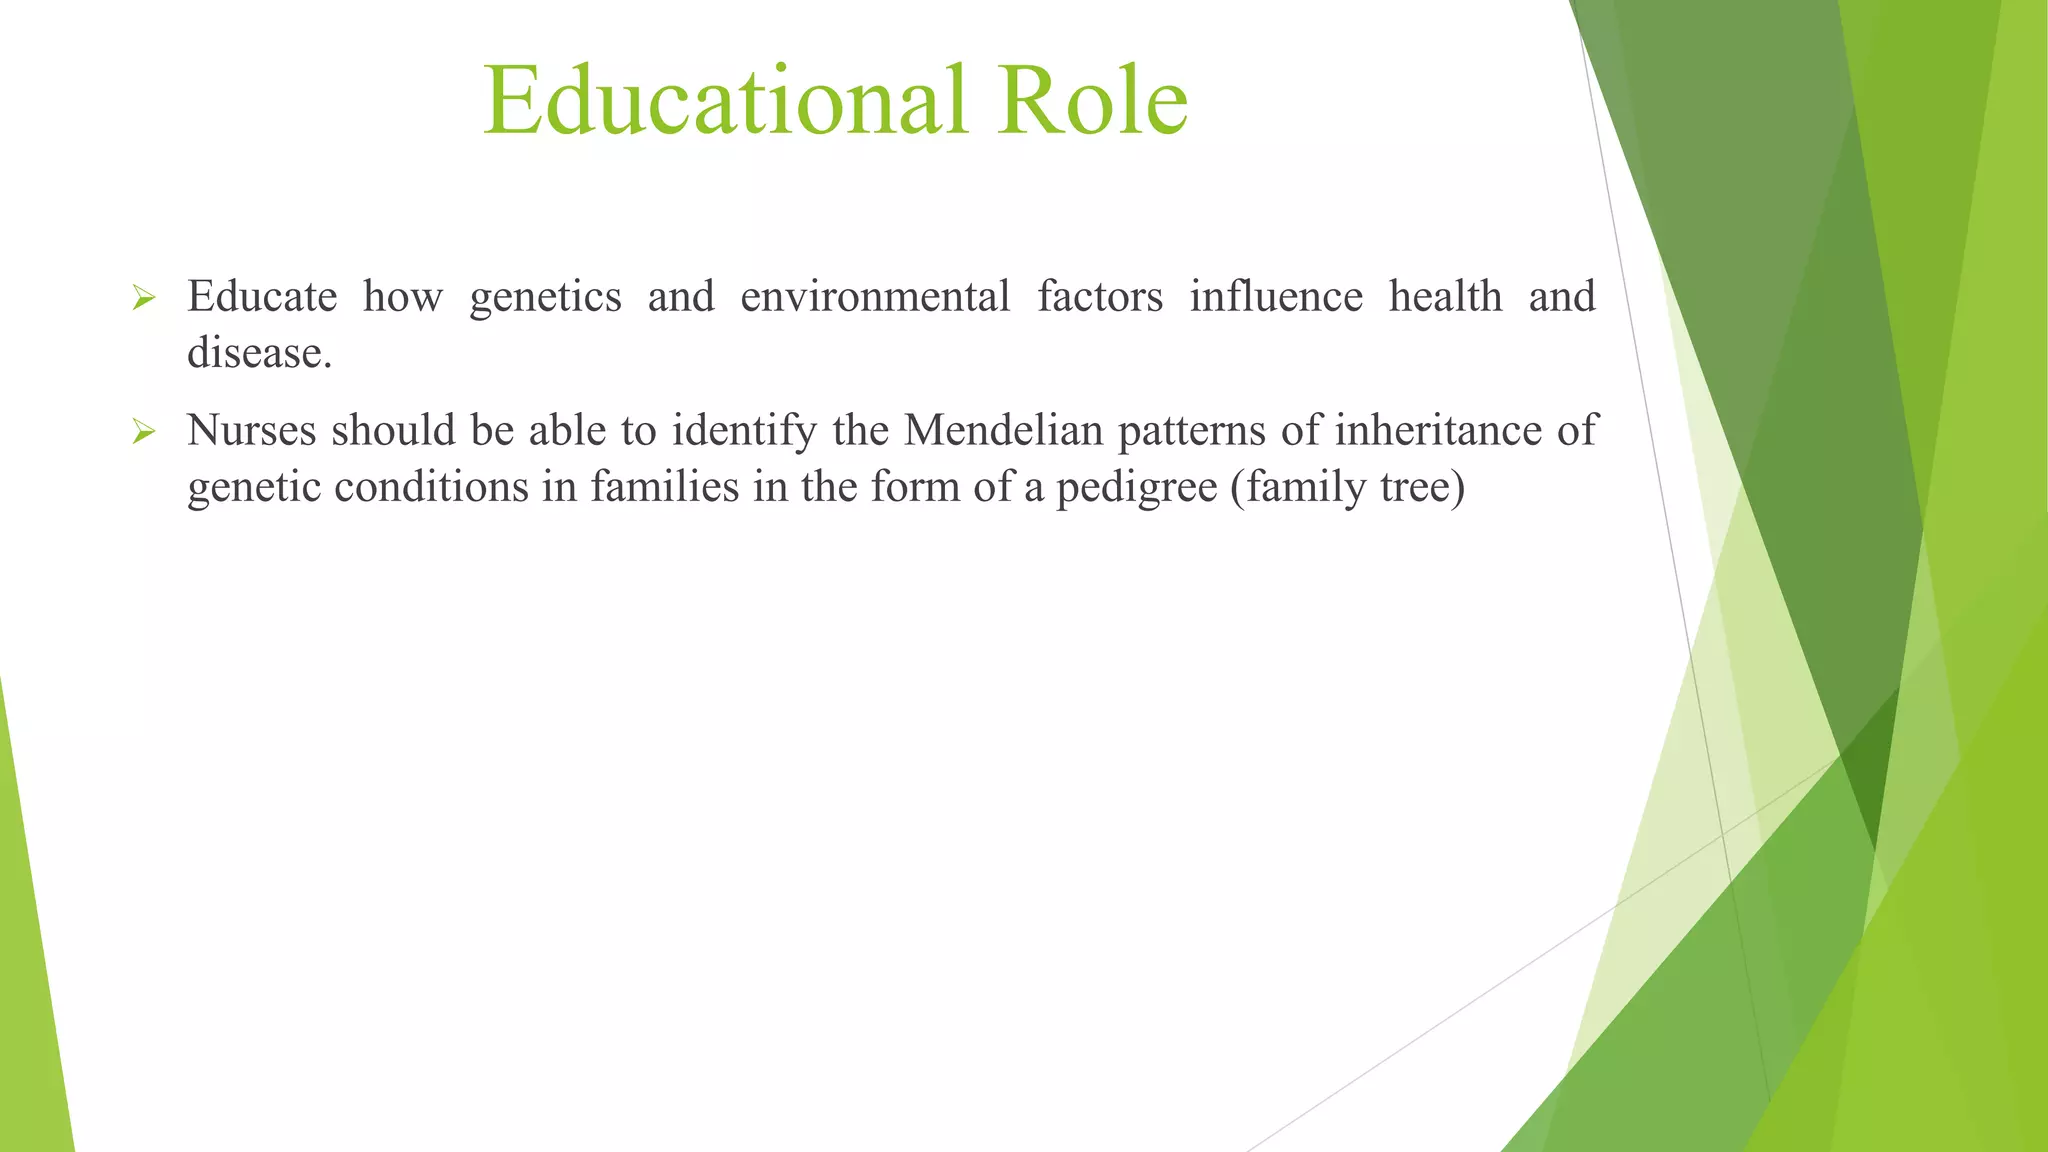 Educational Role
Educate how genetics and environmental factors influence health and
disease.
Nurses should be able to identify the Mendelian patterns of inheritance of
genetic conditions in families in the form of a pedigree (family tree)